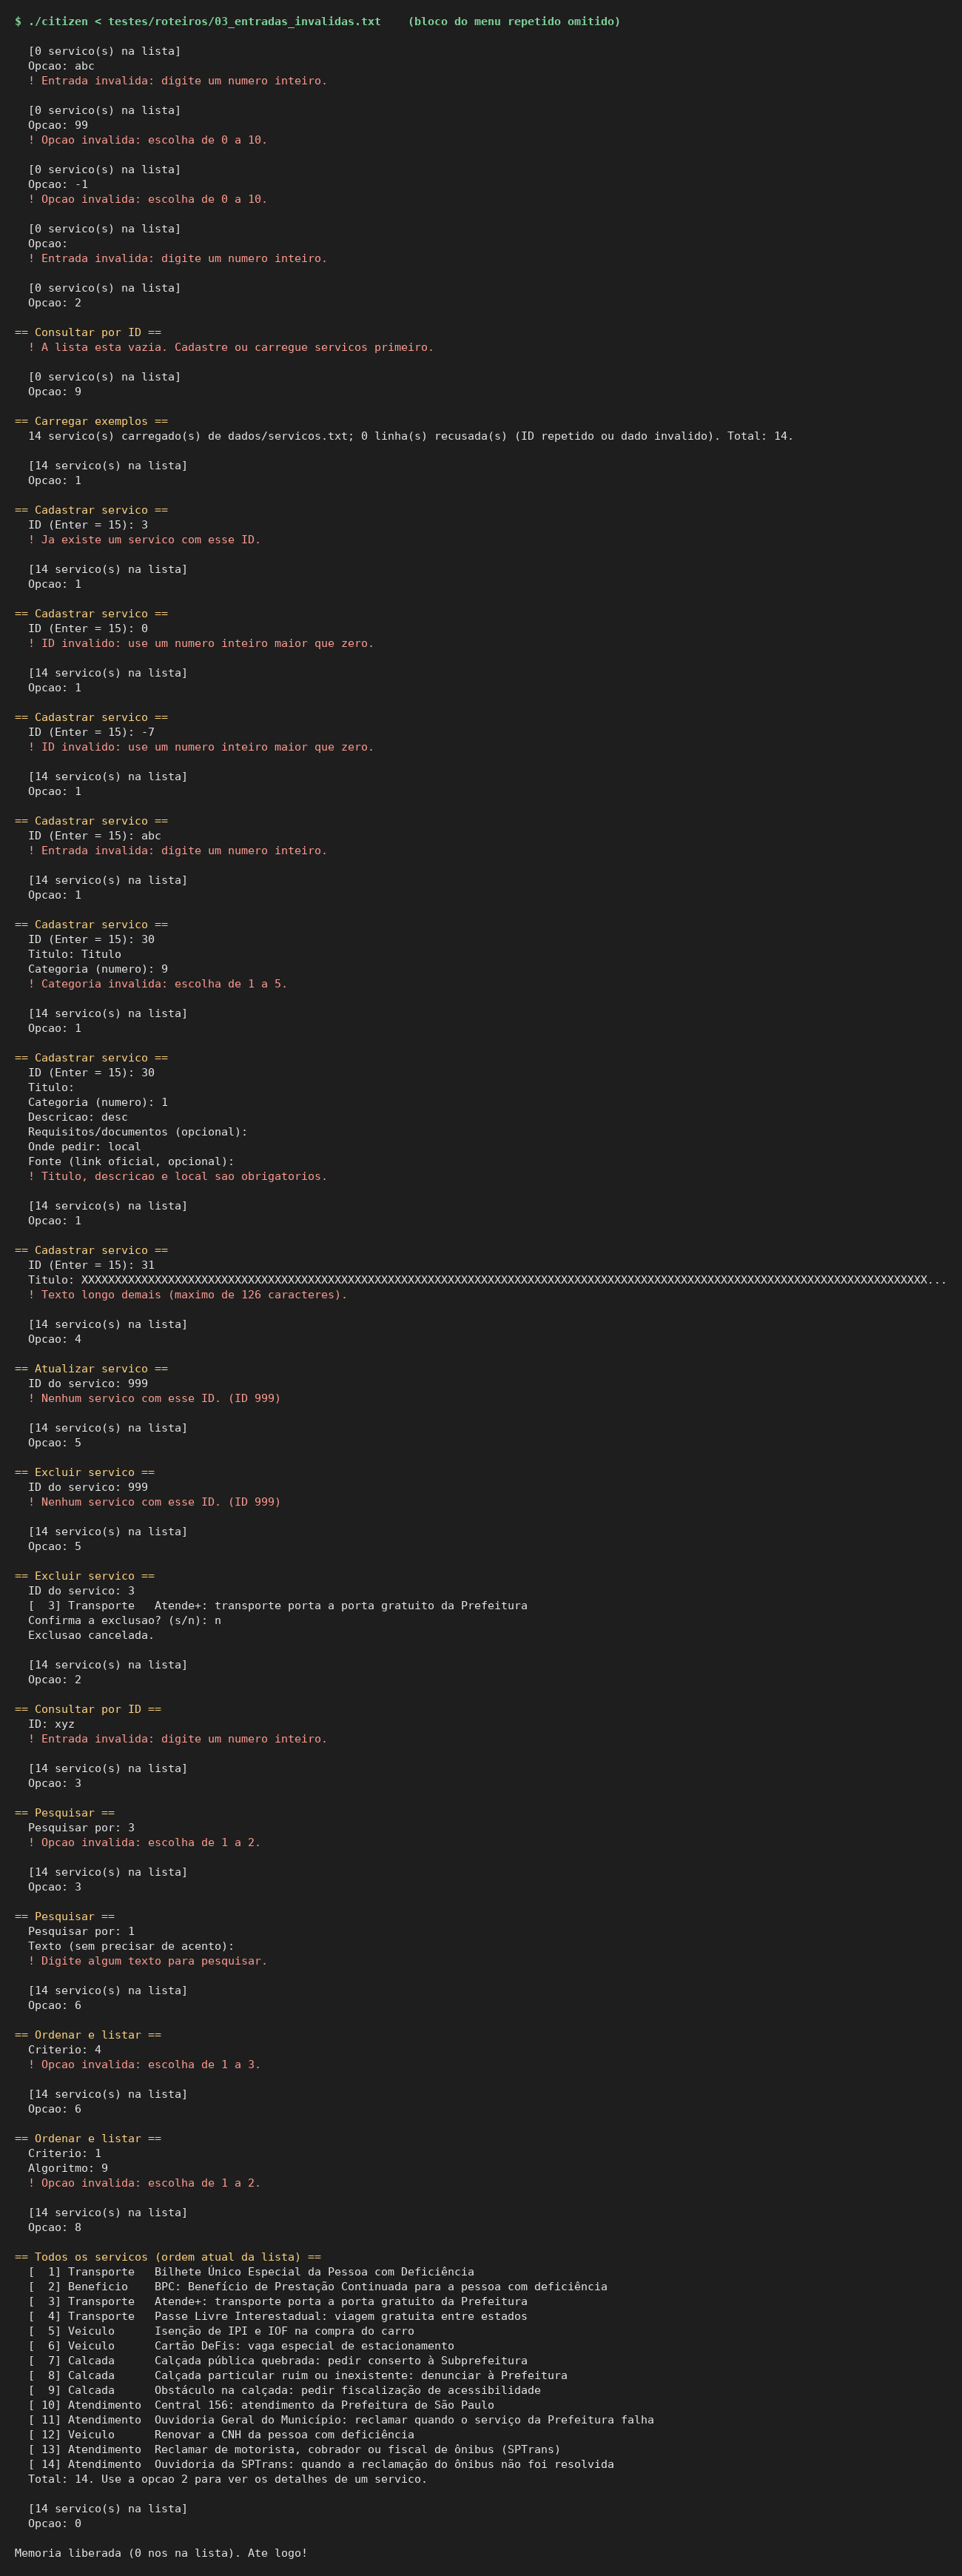 $ ./citizen < testes/roteiros/03_entradas_invalidas.txt    (bloco do menu repetido omitido)

  [0 servico(s) na lista]
  Opcao: abc
  ! Entrada invalida: digite um numero inteiro.

  [0 servico(s) na lista]
  Opcao: 99
  ! Opcao invalida: escolha de 0 a 10.

  [0 servico(s) na lista]
  Opcao: -1
  ! Opcao invalida: escolha de 0 a 10.

  [0 servico(s) na lista]
  Opcao:
  ! Entrada invalida: digite um numero inteiro.

  [0 servico(s) na lista]
  Opcao: 2

== Consultar por ID ==
  ! A lista esta vazia. Cadastre ou carregue servicos primeiro.

  [0 servico(s) na lista]
  Opcao: 9

== Carregar exemplos ==
  14 servico(s) carregado(s) de dados/servicos.txt; 0 linha(s) recusada(s) (ID repetido ou dado invalido). Total: 14.

  [14 servico(s) na lista]
  Opcao: 1

== Cadastrar servico ==
  ID (Enter = 15): 3
  ! Ja existe um servico com esse ID.

  [14 servico(s) na lista]
  Opcao: 1

== Cadastrar servico ==
  ID (Enter = 15): 0
  ! ID invalido: use um numero inteiro maior que zero.

  [14 servico(s) na lista]
  Opcao: 1

== Cadastrar servico ==
  ID (Enter = 15): -7
  ! ID invalido: use um numero inteiro maior que zero.

  [14 servico(s) na lista]
  Opcao: 1

== Cadastrar servico ==
  ID (Enter = 15): abc
  ! Entrada invalida: digite um numero inteiro.

  [14 servico(s) na lista]
  Opcao: 1

== Cadastrar servico ==
  ID (Enter = 15): 30
  Titulo: Titulo
  Categoria (numero): 9
  ! Categoria invalida: escolha de 1 a 5.

  [14 servico(s) na lista]
  Opcao: 1

== Cadastrar servico ==
  ID (Enter = 15): 30
  Titulo:
  Categoria (numero): 1
  Descricao: desc
  Requisitos/documentos (opcional):
  Onde pedir: local
  Fonte (link oficial, opcional):
  ! Titulo, descricao e local sao obrigatorios.

  [14 servico(s) na lista]
  Opcao: 1

== Cadastrar servico ==
  ID (Enter = 15): 31
  Titulo: XXXXXXXXXXXXXXXXXXXXXXXXXXXXXXXXXXXXXXXXXXXXXXXXXXXXXXXXXXXXXXXXXXXXXXXXXXXXXXXXXXXXXXXXXXXXXXXXXXXXXXXXXXXXXXXXXXXXXXXXXXXXXXX...
  ! Texto longo demais (maximo de 126 caracteres).

  [14 servico(s) na lista]
  Opcao: 4

== Atualizar servico ==
  ID do servico: 999
  ! Nenhum servico com esse ID. (ID 999)

  [14 servico(s) na lista]
  Opcao: 5

== Excluir servico ==
  ID do servico: 999
  ! Nenhum servico com esse ID. (ID 999)

  [14 servico(s) na lista]
  Opcao: 5

== Excluir servico ==
  ID do servico: 3
  [  3] Transporte   Atende+: transporte porta a porta gratuito da Prefeitura
  Confirma a exclusao? (s/n): n
  Exclusao cancelada.

  [14 servico(s) na lista]
  Opcao: 2

== Consultar por ID ==
  ID: xyz
  ! Entrada invalida: digite um numero inteiro.

  [14 servico(s) na lista]
  Opcao: 3

== Pesquisar ==
  Pesquisar por: 3
  ! Opcao invalida: escolha de 1 a 2.

  [14 servico(s) na lista]
  Opcao: 3

== Pesquisar ==
  Pesquisar por: 1
  Texto (sem precisar de acento):
  ! Digite algum texto para pesquisar.

  [14 servico(s) na lista]
  Opcao: 6

== Ordenar e listar ==
  Criterio: 4
  ! Opcao invalida: escolha de 1 a 3.

  [14 servico(s) na lista]
  Opcao: 6

== Ordenar e listar ==
  Criterio: 1
  Algoritmo: 9
  ! Opcao invalida: escolha de 1 a 2.

  [14 servico(s) na lista]
  Opcao: 8

== Todos os servicos (ordem atual da lista) ==
  [  1] Transporte   Bilhete Único Especial da Pessoa com Deficiência
  [  2] Beneficio    BPC: Benefício de Prestação Continuada para a pessoa com deficiência
  [  3] Transporte   Atende+: transporte porta a porta gratuito da Prefeitura
  [  4] Transporte   Passe Livre Interestadual: viagem gratuita entre estados
  [  5] Veiculo      Isenção de IPI e IOF na compra do carro
  [  6] Veiculo      Cartão DeFis: vaga especial de estacionamento
  [  7] Calcada      Calçada pública quebrada: pedir conserto à Subprefeitura
  [  8] Calcada      Calçada particular ruim ou inexistente: denunciar à Prefeitura
  [  9] Calcada      Obstáculo na calçada: pedir fiscalização de acessibilidade
  [ 10] Atendimento  Central 156: atendimento da Prefeitura de São Paulo
  [ 11] Atendimento  Ouvidoria Geral do Município: reclamar quando o serviço da Prefeitura falha
  [ 12] Veiculo      Renovar a CNH da pessoa com deficiência
  [ 13] Atendimento  Reclamar de motorista, cobrador ou fiscal de ônibus (SPTrans)
  [ 14] Atendimento  Ouvidoria da SPTrans: quando a reclamação do ônibus não foi resolvida
  Total: 14. Use a opcao 2 para ver os detalhes de um servico.

  [14 servico(s) na lista]
  Opcao: 0

Memoria liberada (0 nos na lista). Ate logo!